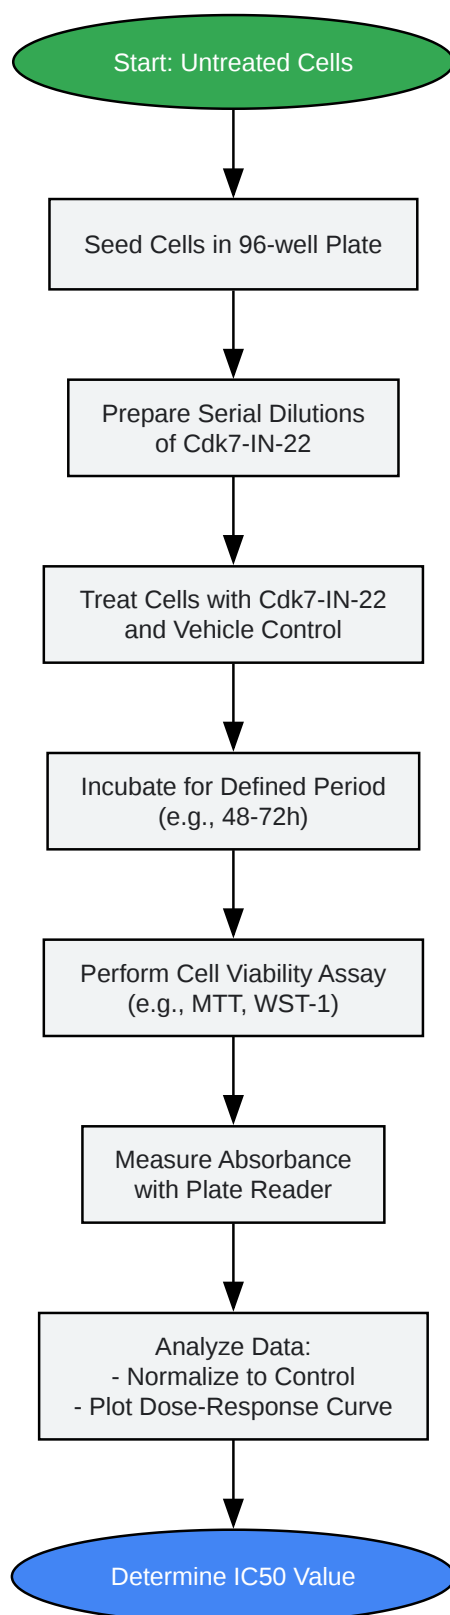 Start: Untreated Cells
Seed Cells in 96-well Plate
Prepare Serial Dilutions
of Cdk7-IN-22
Treat Cells with Cdk7-IN-22
and Vehicle Control
Incubate for Defined Period
(e.g., 48-72h)
Perform Cell Viability Assay
(e.g., MTT, WST-1)
Measure Absorbance
with Plate Reader
Analyze Data:
- Normalize to Control
- Plot Dose-Response Curve
Determine IC50 Value